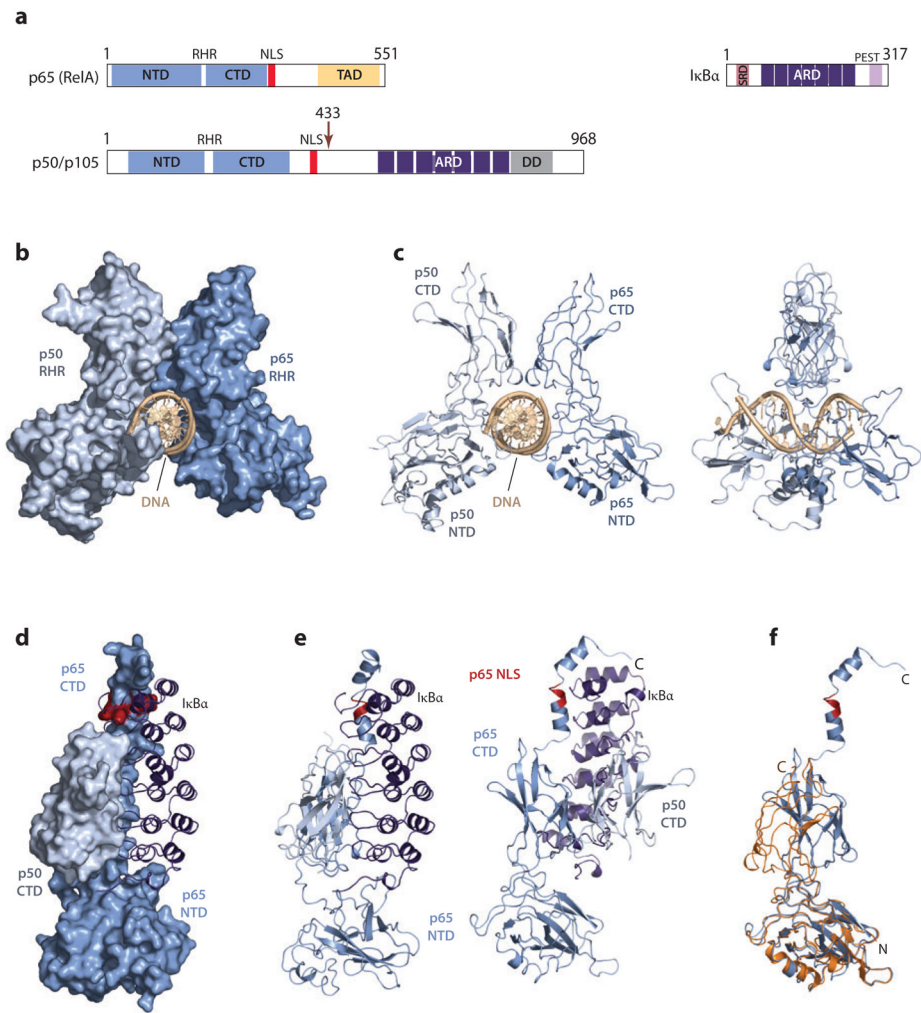 a
1
RHR
NLS
551
p65 (RelA)
NTD
CTD
TAD
1
PEST
317
IκBα
SRD
ARD
433
1
RHR
NLS
968
p50/p105
NTD
CTD
ARD
DD
b
p50
RHR
p65
RHR
DNA
c
p50
CTD
p65
CTD
DNA
p50
NTD
p65
NTD
d
p65
CTD
IκBα
p50
CTD
p65
NTD
e
IκBα
p65
NTD
p65 NLS
C
IκBα
p65
CTD
p50
CTD
f
C
C
N